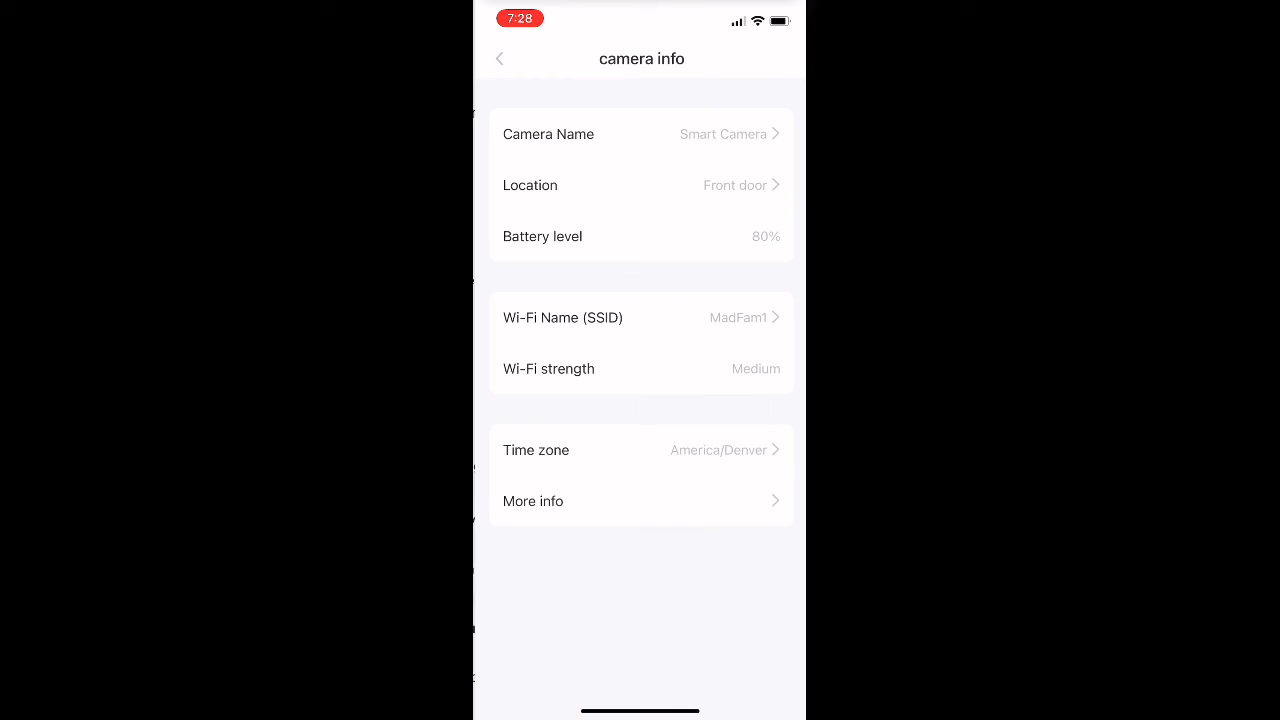 7:28
camera info
Camera Name Smart Camera
Location Front door
Battery level 80%
Wi-Fi Name (SSID) MadFam1
Wi-Fi strength Medium
Time zone America/Denver
More info